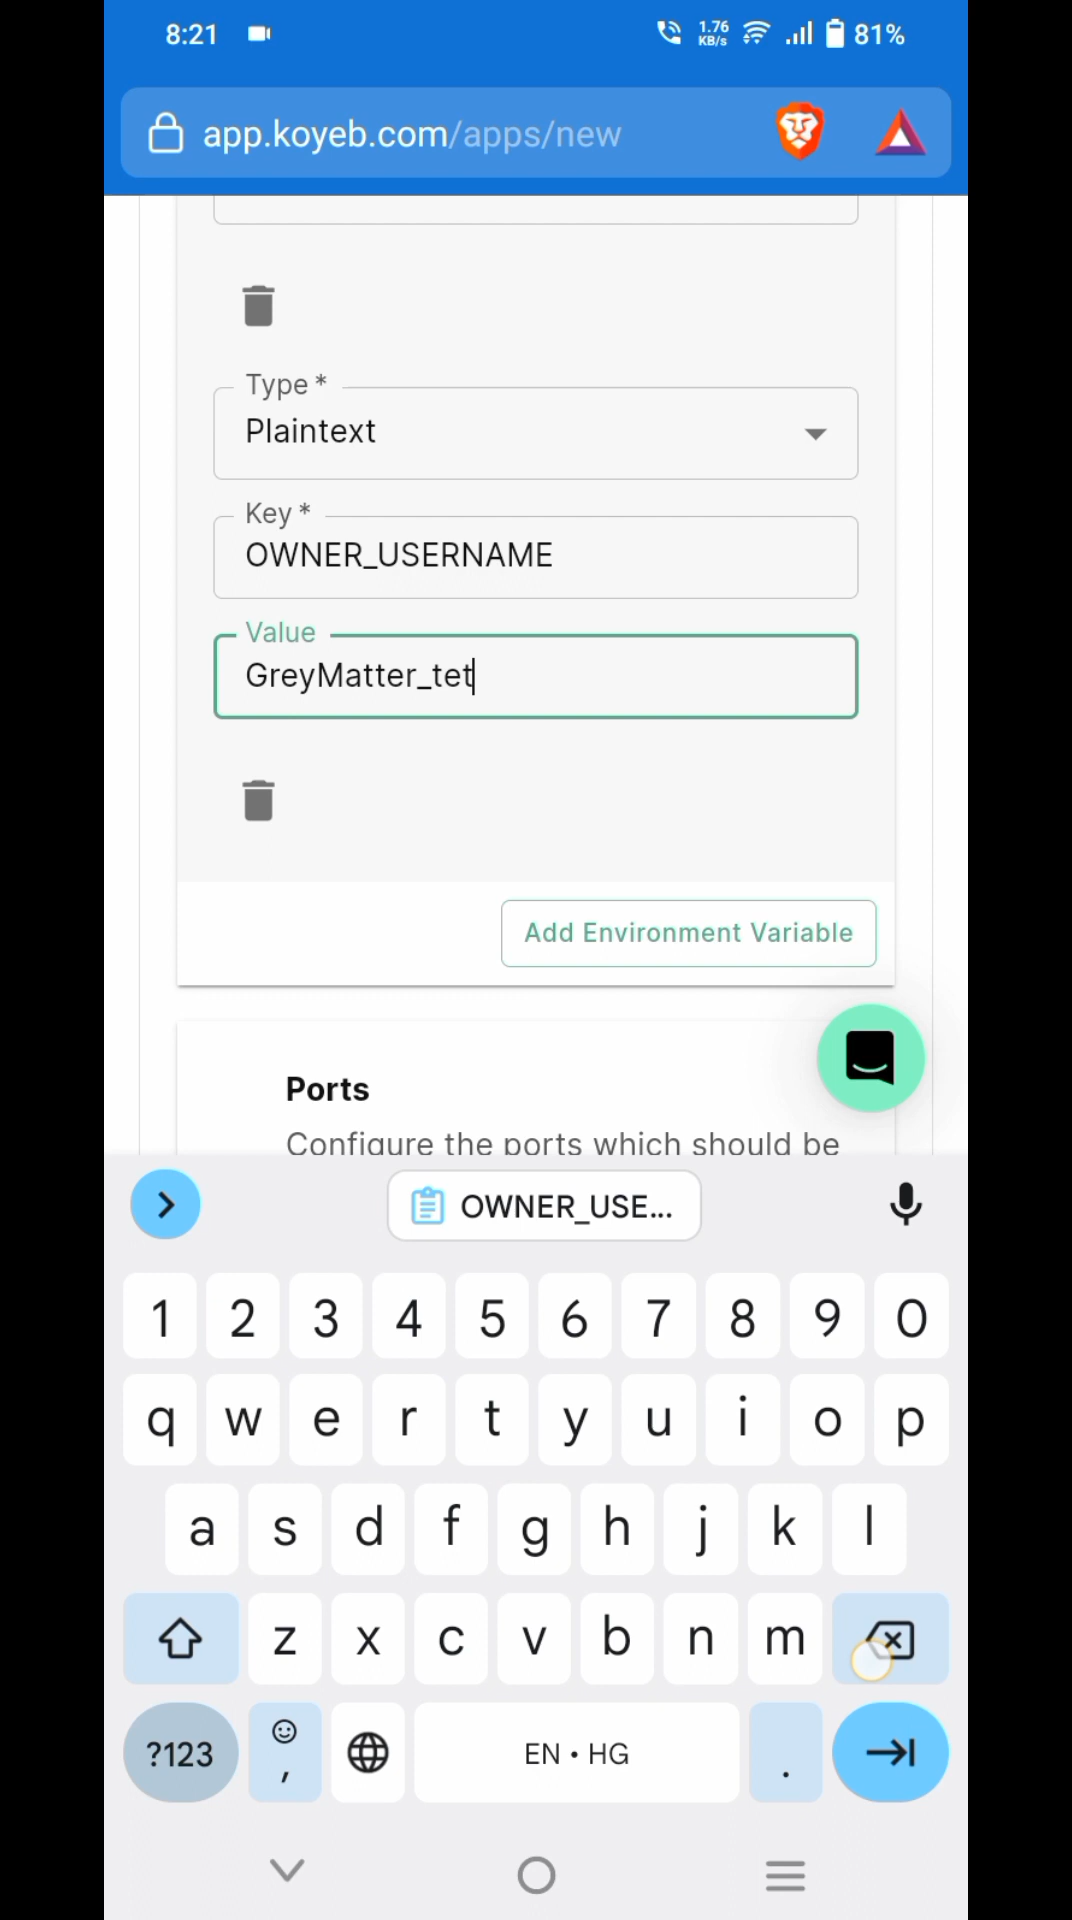 8:21
1.76
KB/s
81%
app.koyeb.com/apps/new
Type *
Plaintext
Key *
OWNER_USERNAME
Value
GreyMatter_tet
Add Environment Variable
Ports
Configure the ports which should be
OWNER_USE...
1 2 3 4 5 6 7 8 9 0
q w e r t y u i o p
a s d f g h j k l
z x c v b n m
?123 , EN • HG .